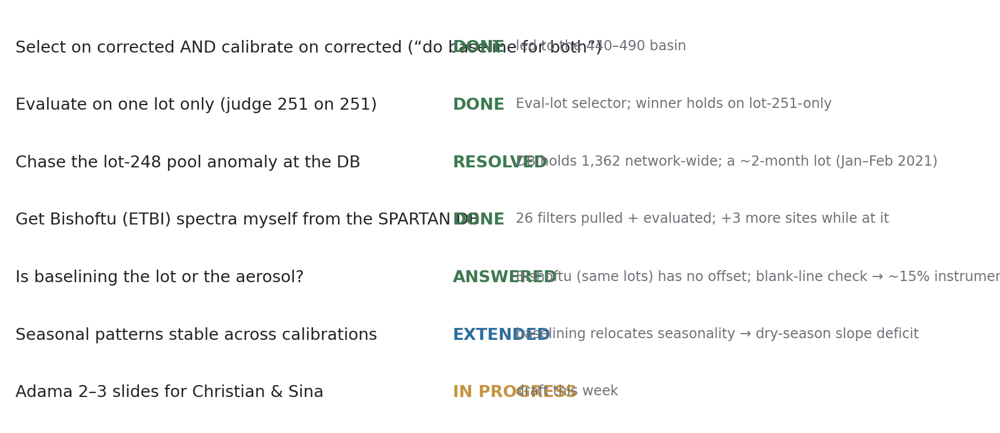 Select on corrected AND calibrate on corrected (“do baseline for both”) DONE led to the 440–490 basin
Evaluate on one lot only (judge 251 on 251) DONE Eval-lot selector; winner holds on lot-251-only
Chase the lot-248 pool anomaly at the DB RESOLVED DB holds 1,362 network-wide; a ~2-month lot (Jan–Feb 2021)
Get Bishoftu (ETBI) spectra myself from the SPARTAN DB DONE 26 filters pulled + evaluated; +3 more sites while at it
Is baselining the lot or the aerosol? ANSWERED Bishoftu (same lots) has no offset; blank-line check → ~15% instrumen
Seasonal patterns stable across calibrations EXTENDED baselining relocates seasonality → dry-season slope deficit
Adama 2–3 slides for Christian & Sina IN PROGRESS draft this week